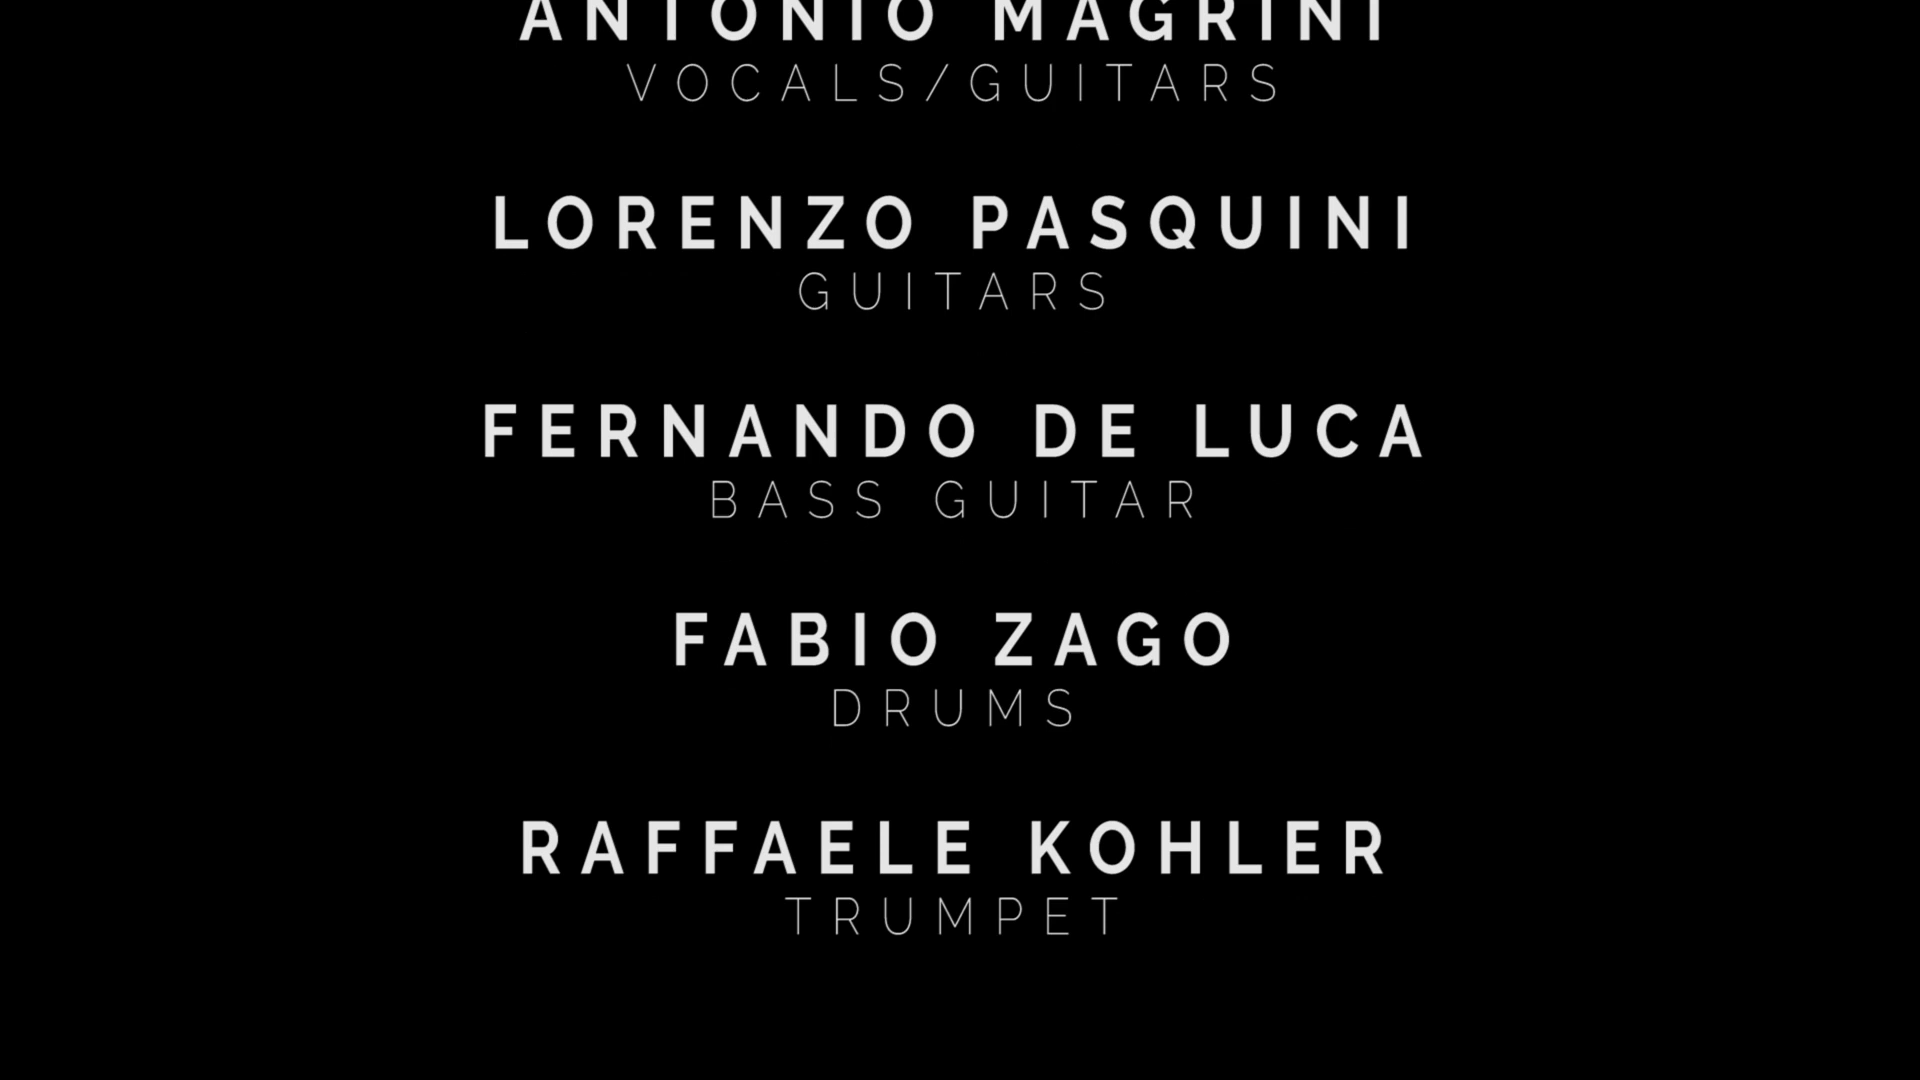 ANTONIO MAGRINI
VOCALS/GUITARS
LORENZO PASQUINI
GUITARS
FERNANDO DE LUCA
BASS GUITAR
FABIO ZAGO
DRUMS
RAFFAELE KOHLER
TRUMPET